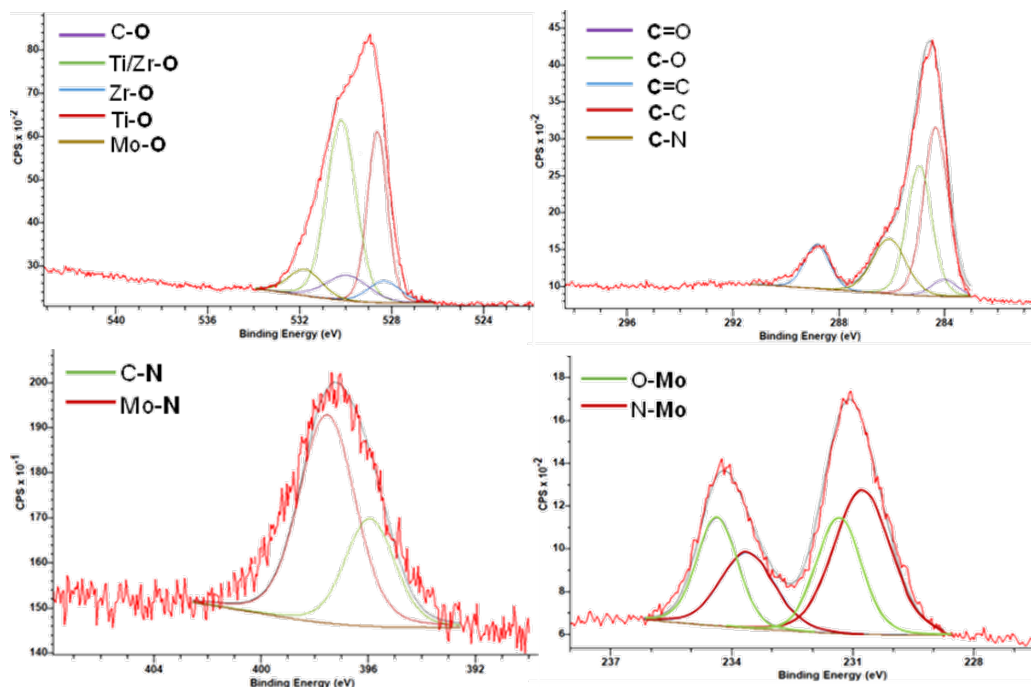 C-O
Ti/Zr-O
Zr-O
Ti-O
Mo-O
80
70
60
50
40
30
CPS x 10-2
540
536
532
528
524
Binding Energy (eV)
C=O
C-O
C=C
C-C
C-N
45
40
35
30
25
20
15
10
CPS x 10-2
296
292
288
284
Binding Energy (eV)
C-N
Mo-N
200
190
180
170
160
150
140
CPS x 10-1
404
400
396
392
Binding Energy (eV)
O-Mo
N-Mo
18
16
14
12
10
8
6
CPS x 10-2
237
234
231
228
Binding Energy (eV)